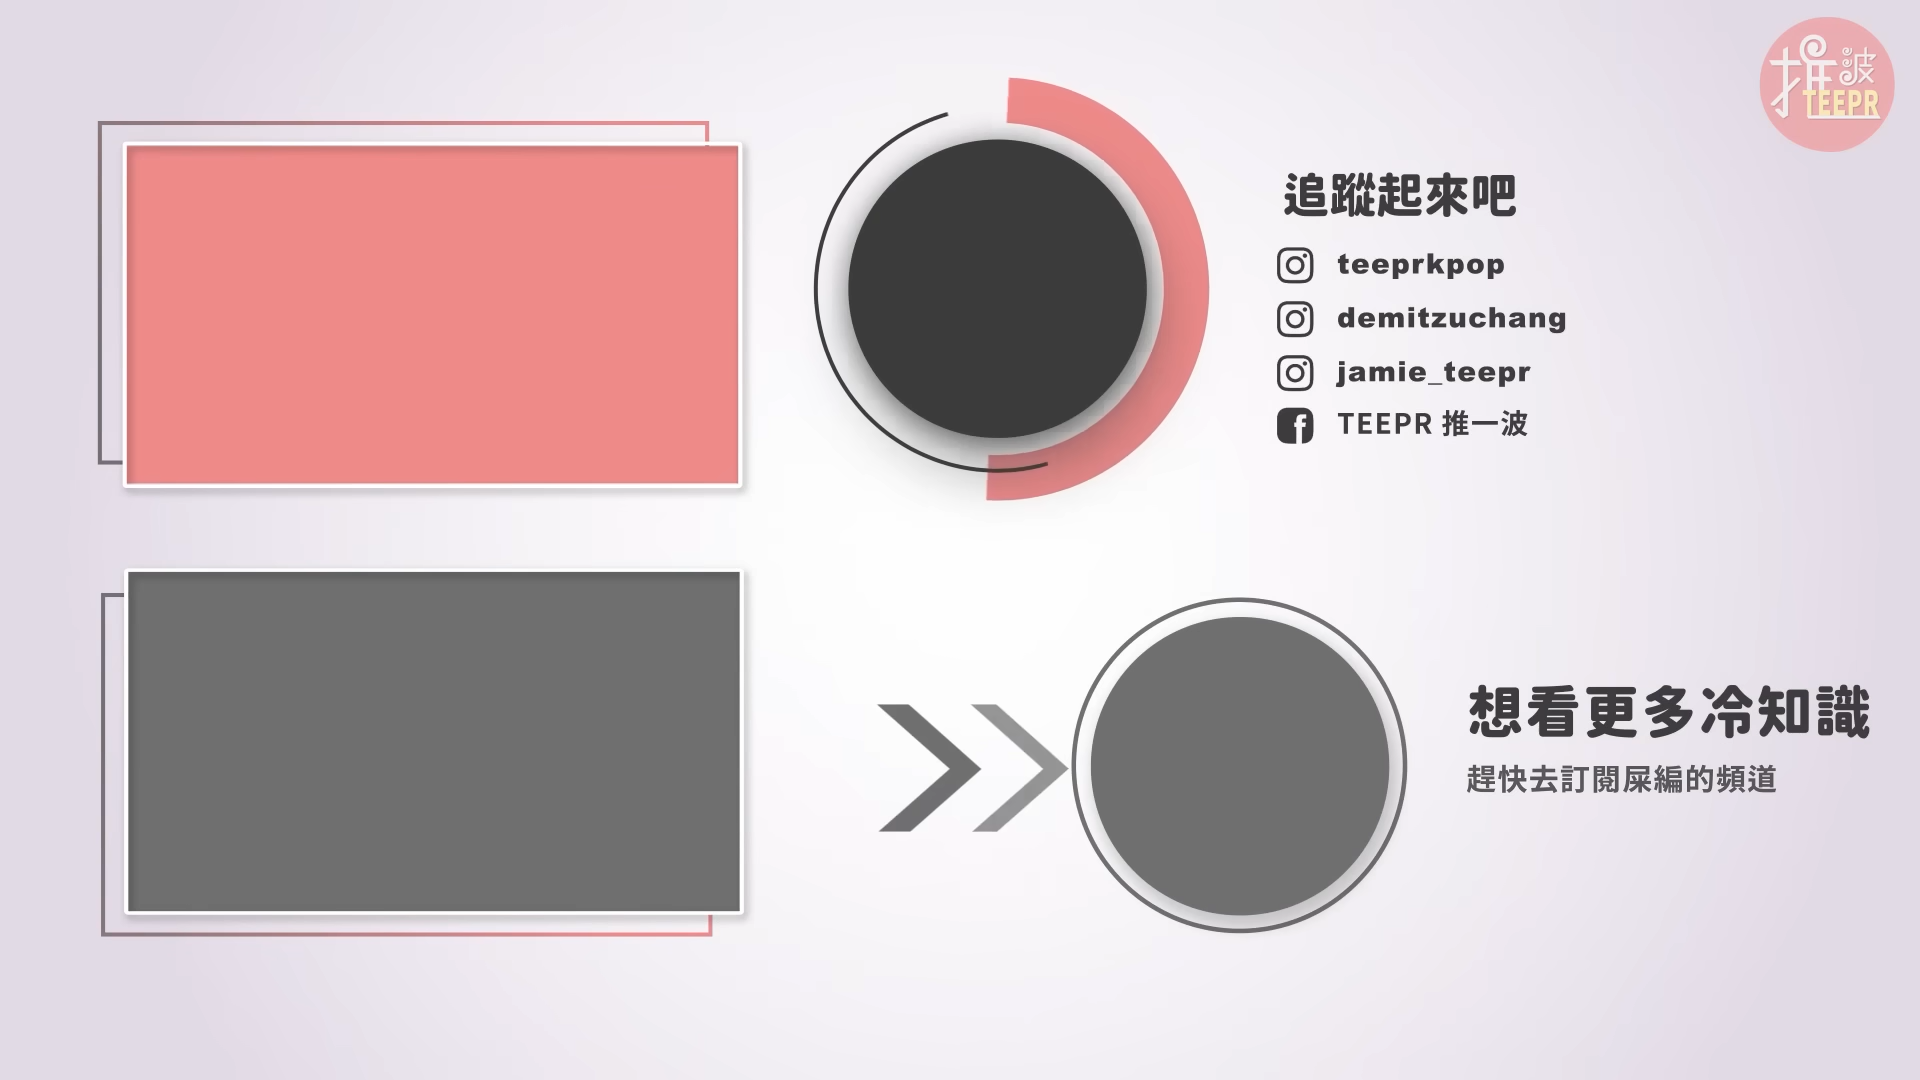 推波
TEEPR
追蹤起來吧
teeprkpop
demitzuchang
jamie_teepr
TEEPR 推一波
想看更多冷知識
趕快去訂閱屎編的頻道